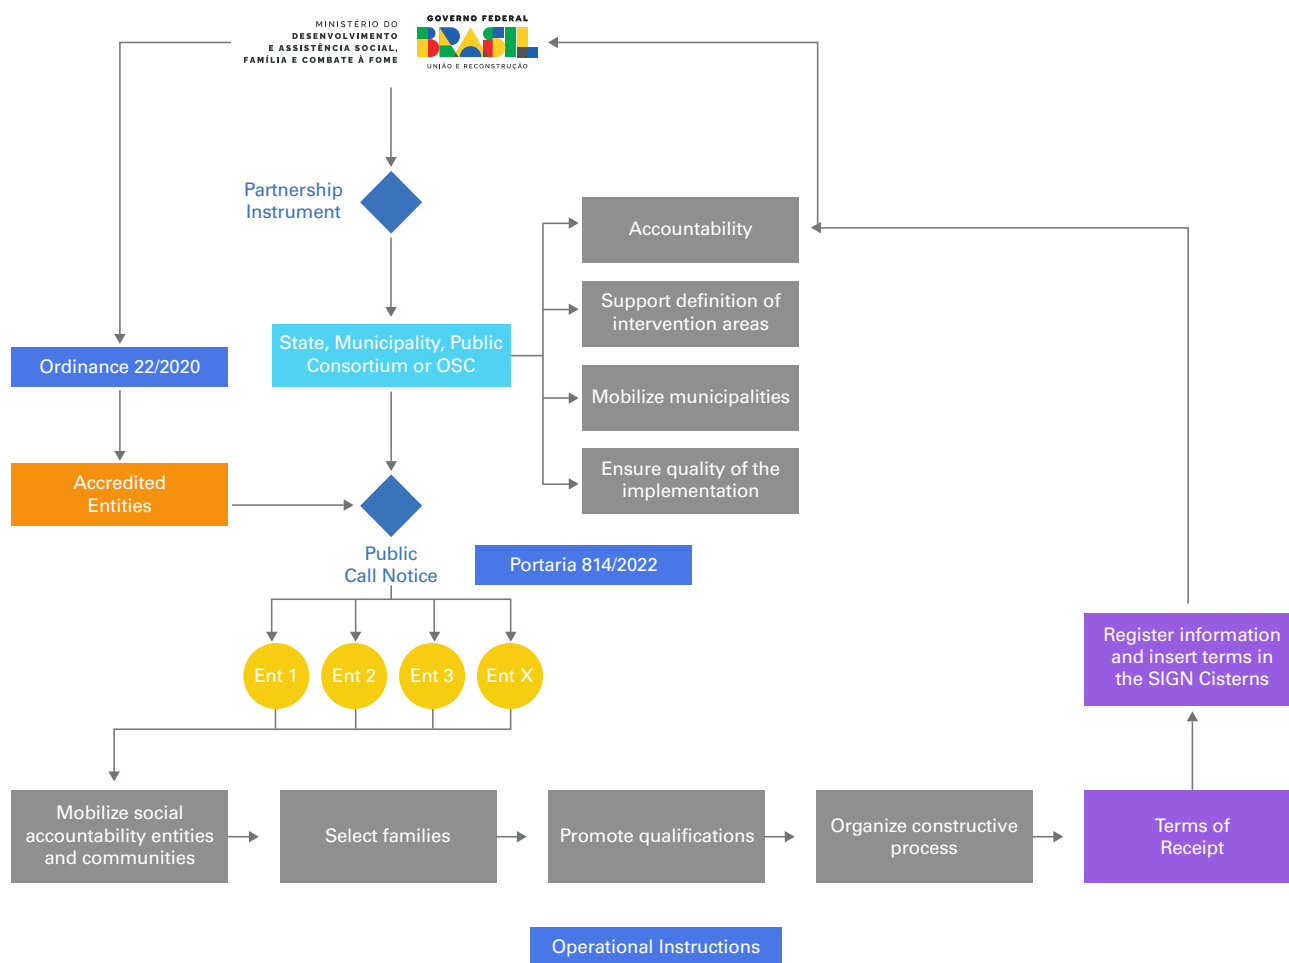 MINISTÉRIO DO
DESENVOLVIMENTO
E ASSISTÊNCIA SOCIAL,
FAMÍLIA E COMBATE À FOME
GOVERNO FEDERAL
BRASIL
UNIÃO E RECONSTRUÇÃO
Partnership
Instrument
Accountability
Support definition of
intervention areas
Ordinance 22/2020
State, Municipality, Public
Consortium or OSC
Mobilize municipalities
Accredited
Entities
Ensure quality of the
implementation
Public
Call Notice
Portaria 814/2022
Ent 1
Ent 2
Ent 3
Ent X
Register information
and insert terms in
the SIGN Cisterns
Mobilize social
accountability entities
and communities
Select families
Promote qualifications
Organize constructive
process
Terms of
Receipt
Operational Instructions